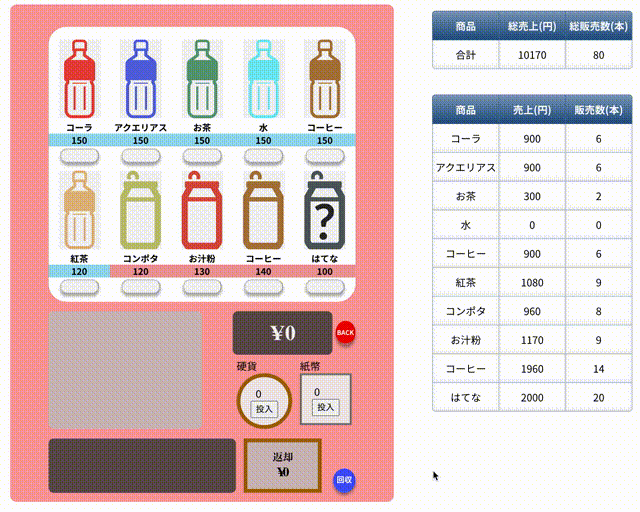 コーラ アクエリアス お茶 水 コーヒー
150 150 150 150 150
紅茶 コンポタ お汁粉 コーヒー はてな
?
120 120 130 140 100
¥0
BACK
硬貨 紙幣
0 0
投入 投入
返却
¥0
回収
商品 総売上(円) 総販売数(本)
合計 10170 80
商品 売上(円) 販売数(本)
コーラ 900 6
アクエリアス 900 6
お茶 300 2
水 0 0
コーヒー 900 6
紅茶 1080 9
コンポタ 960 8
お汁粉 1170 9
コーヒー 1960 14
はてな 2000 20